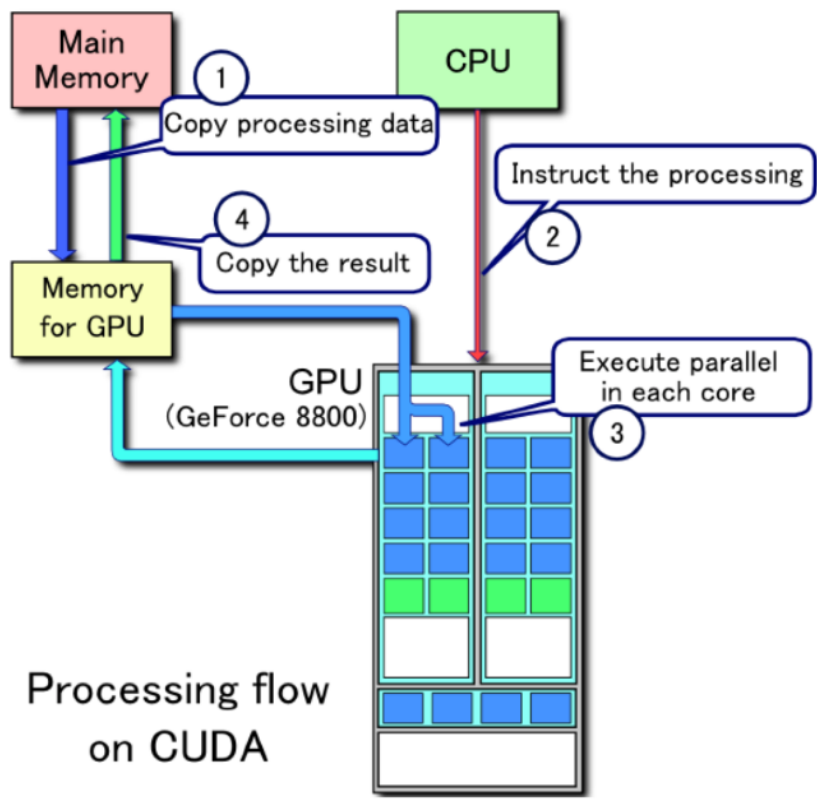 Main
Memory
CPU
1
Copy processing data
Instruct the processing
2
4
Copy the result
Memory
for GPU
GPU
(GeForce 8800)
Execute parallel
in each core
3
Processing flow
on CUDA